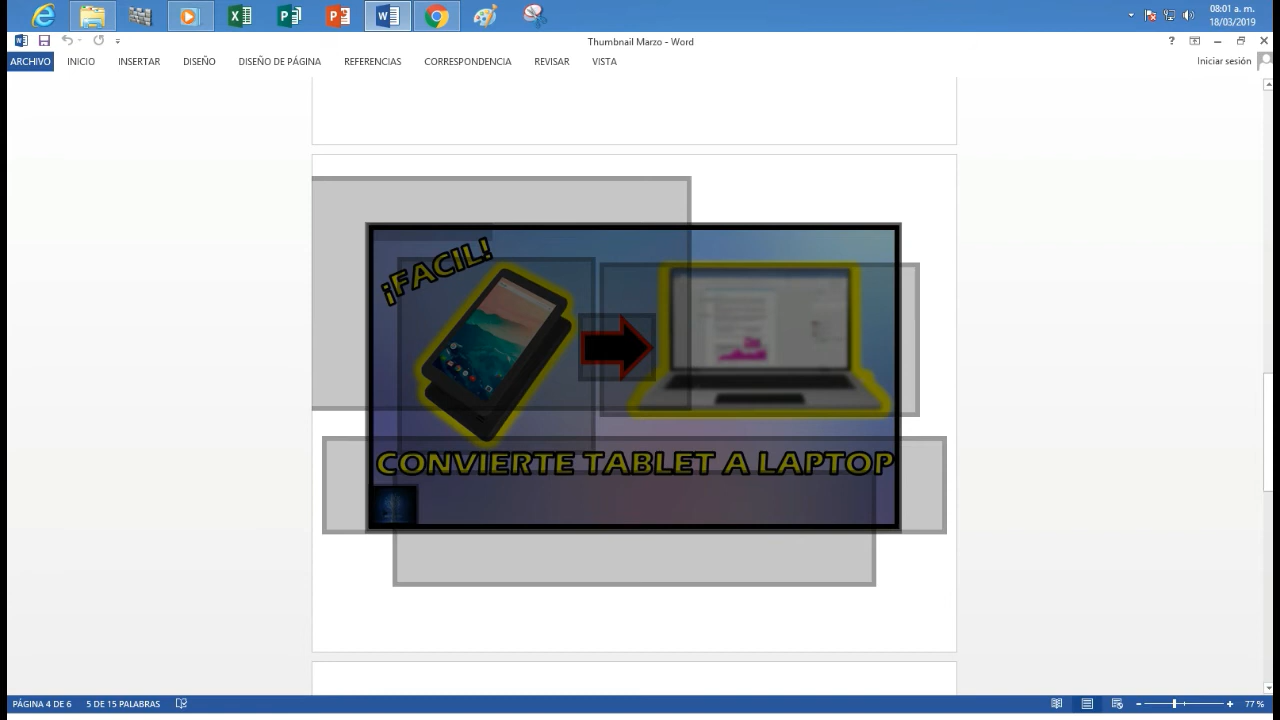 08:01 a. m.
18/03/2019
Thumbnail Marzo - Word
ARCHIVO INICIO INSERTAR DISEÑO DISEÑO DE PÁGINA REFERENCIAS CORRESPONDENCIA REVISAR VISTA Iniciar sesión
¡FACIL!
CONVIERTE TABLET A LAPTOP
PÁGINA 4 DE 6 5 DE 15 PALABRAS 77 %